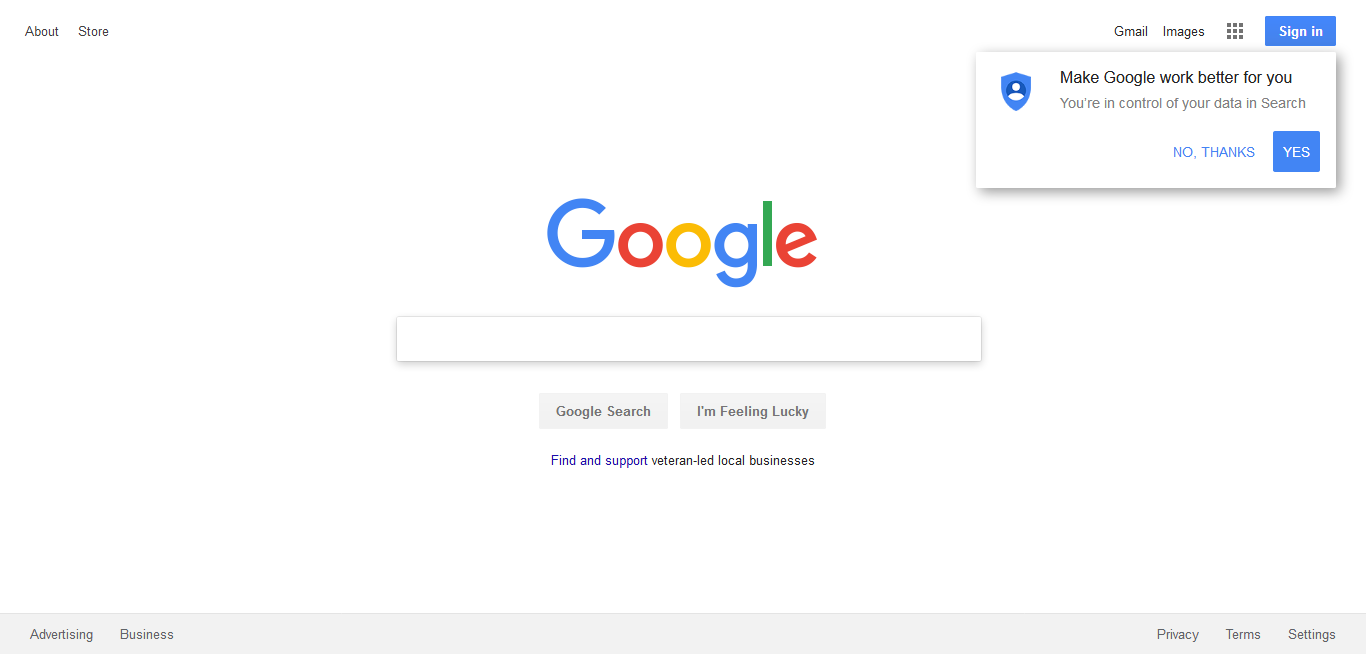 About Store
Gmail Images Sign in
Make Google work better for you
You're in control of your data in Search
NO, THANKS YES
Google
Google Search I'm Feeling Lucky
Find and support veteran-led local businesses
Advertising Business
Privacy Terms Settings